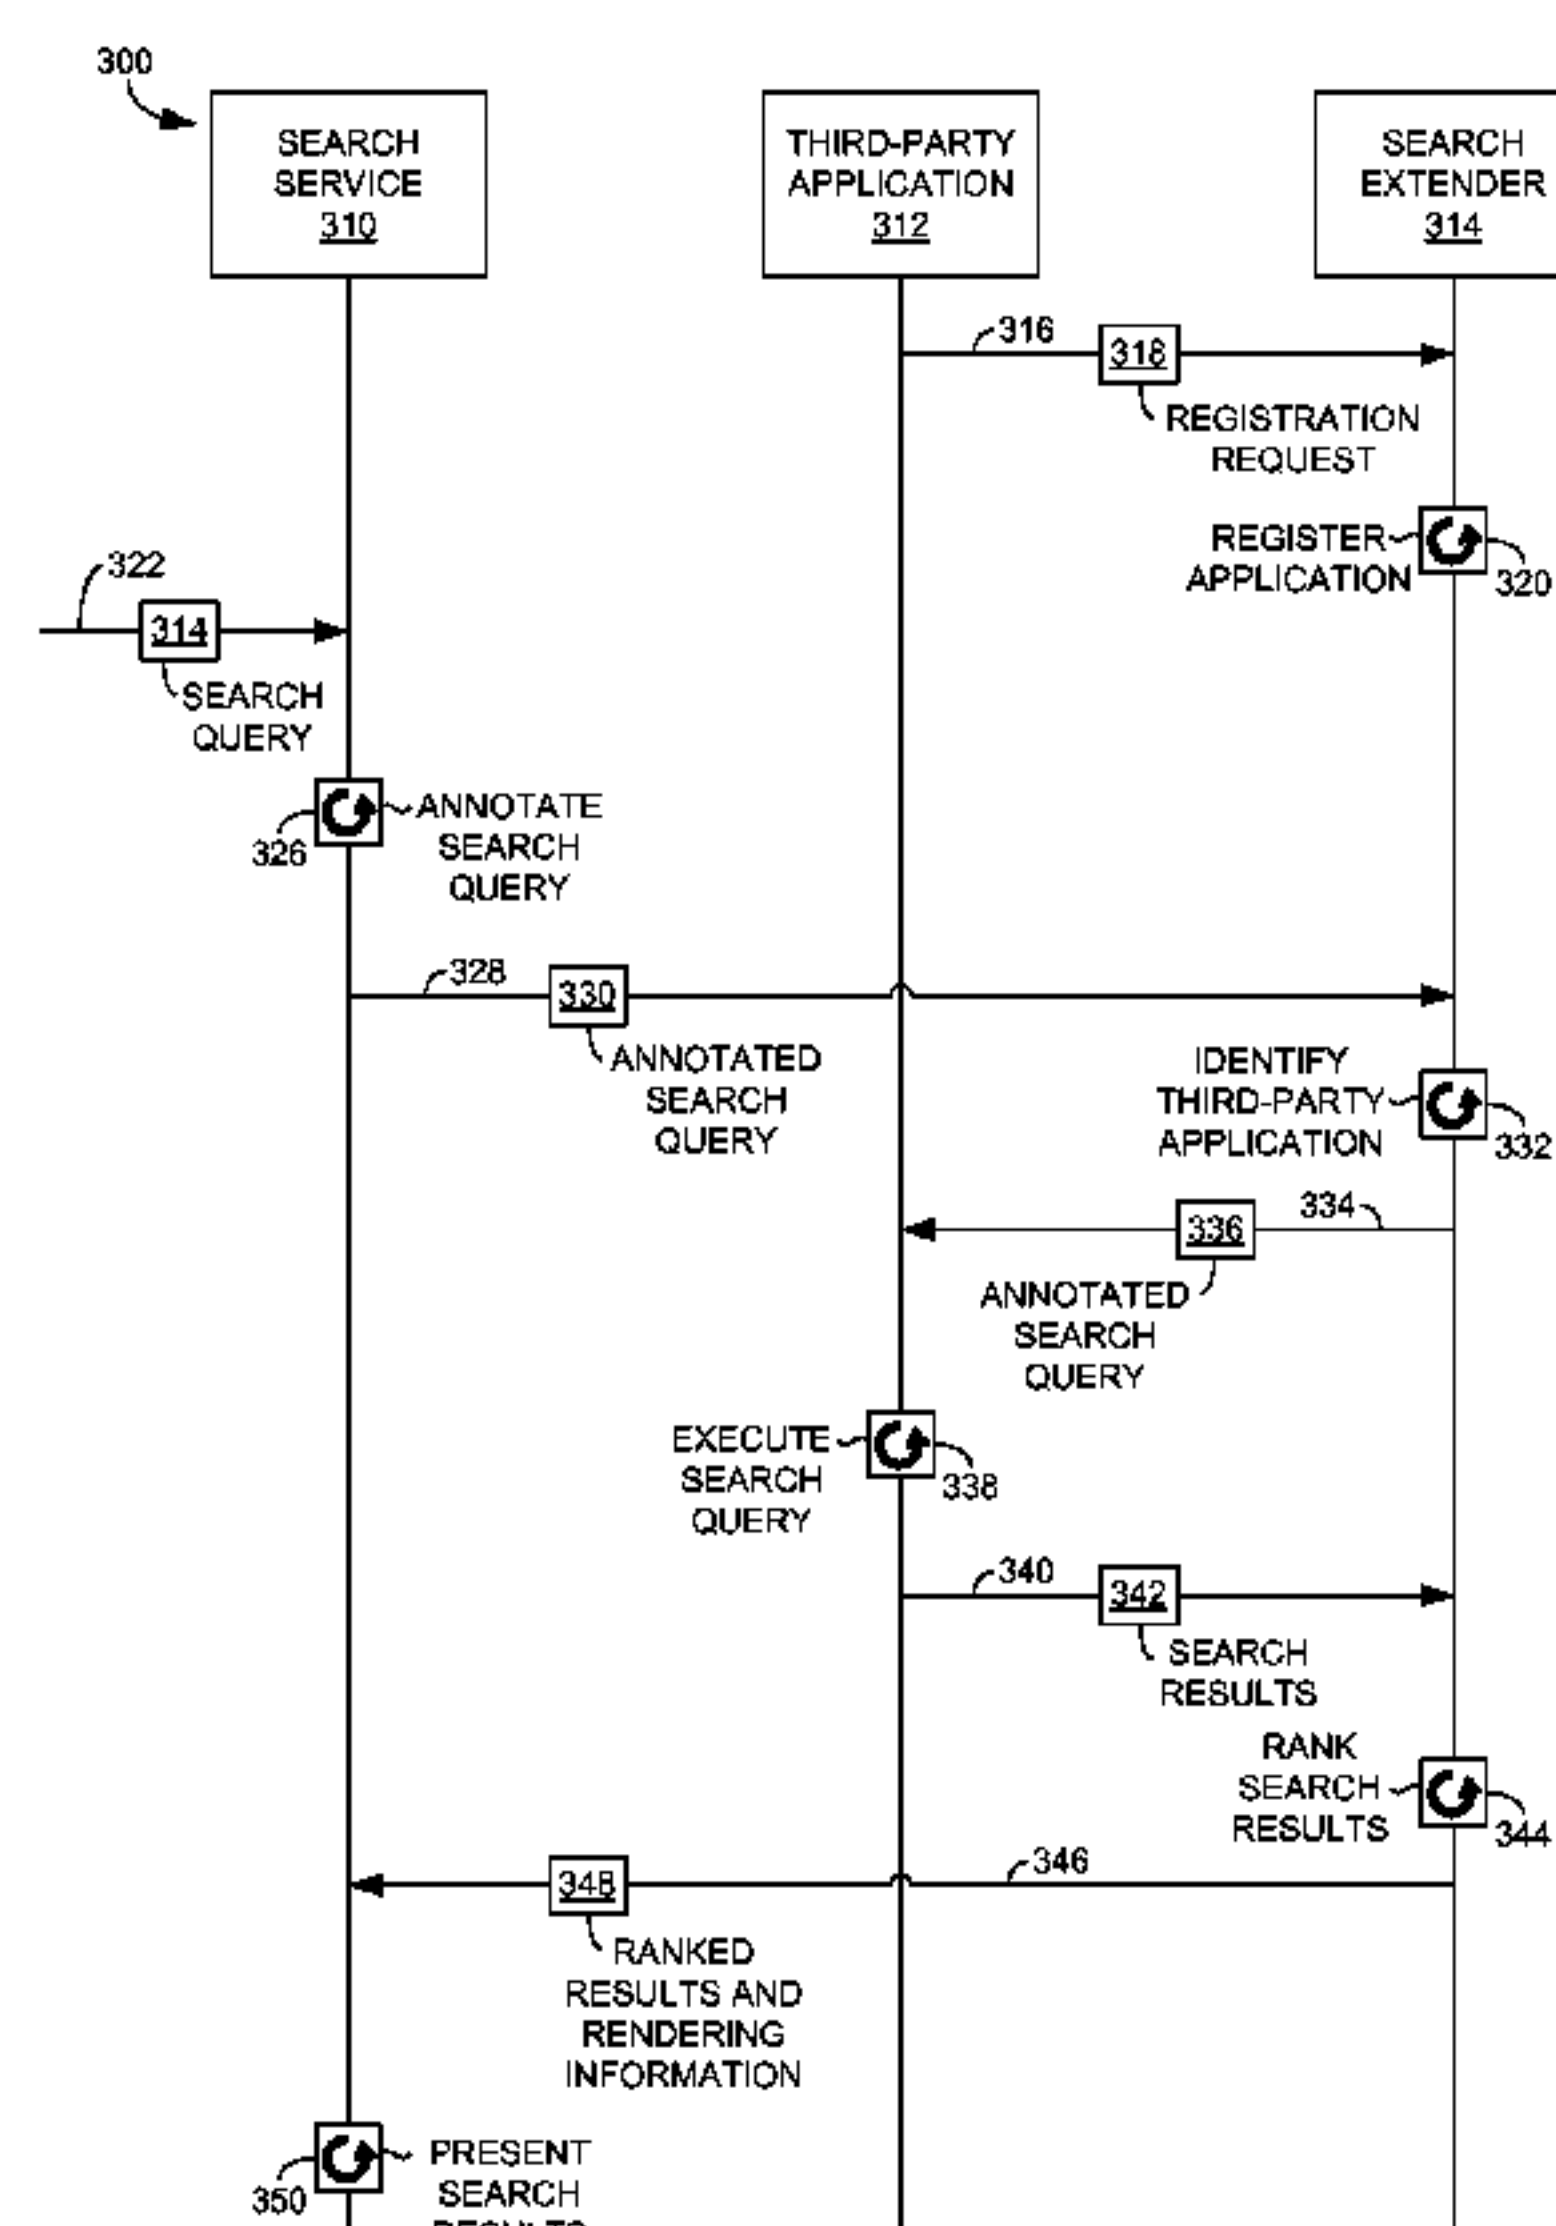 300
SEARCH
SERVICE
310
THIRD-PARTY
APPLICATION
312
SEARCH
EXTENDER
314
316
318
REGISTRATION
REQUEST
REGISTER
APPLICATION
320
322
314
SEARCH
QUERY
326
ANNOTATE
SEARCH
QUERY
328
330
ANNOTATED
SEARCH
QUERY
IDENTIFY
THIRD-PARTY
APPLICATION
332
334
336
ANNOTATED
SEARCH
QUERY
EXECUTE
SEARCH
QUERY
338
340
342
SEARCH
RESULTS
RANK
SEARCH
RESULTS
344
346
348
RANKED
RESULTS AND
RENDERING
INFORMATION
350
PRESENT
SEARCH
RESULTS